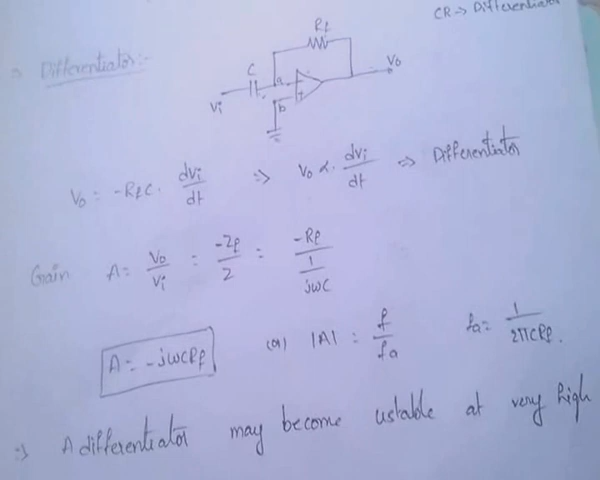 CR → Differentiator
⇒ Differentiator:-
Rf
C
a
Vo
Vi
b
Vo = -RfC. dVi/dt ⇒ Vo α. dVi/dt ⇒ Differentiator
Gain A = Vo/Vi = -Zf/Z = -Rf/(1/jωC)
A = -jωCRf (or) |A| = f/fa fa = 1/2πCRf.
⇒ A differentiator may become ustable at very high